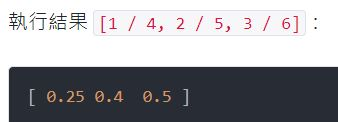 執行結果 [1 / 4, 2 / 5, 3 / 6] ：
[ 0.25 0.4  0.5 ]